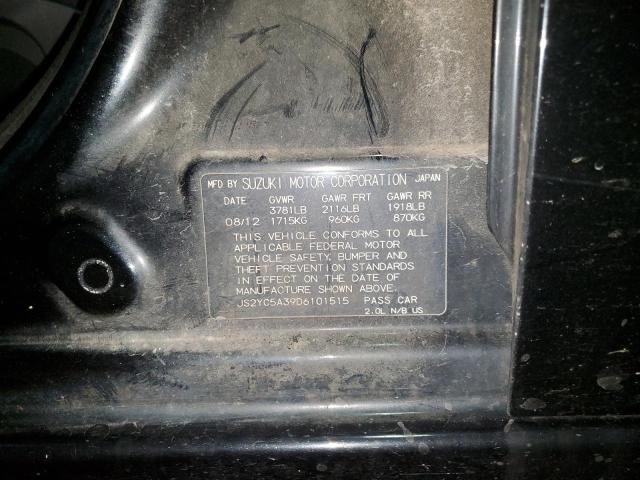 MFD BY SUZUKI MOTOR CORPORATION JAPAN
DATE GVWR GAWR FRT GAWR RR
3781LB 2116LB 1918LB
08/12 1715KG 960KG 870KG
THIS VEHICLE CONFORMS TO ALL
APPLICABLE FEDERAL MOTOR
VEHICLE SAFETY, BUMPER AND
THEFT PREVENTION STANDARDS
IN EFFECT ON THE DATE OF
MANUFACTURE SHOWN ABOVE.
JS2YC5A39D6101515 PASS CAR
2.0L N/B US